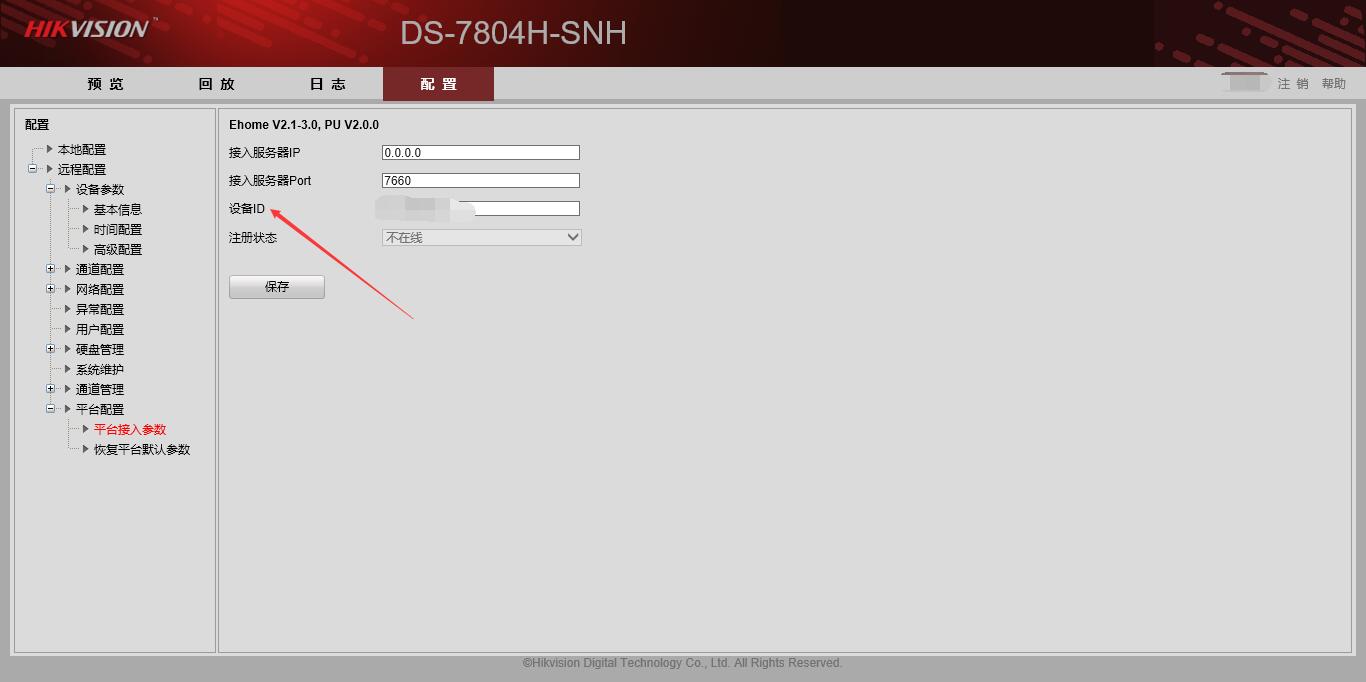 HIKVISION™
DS-7804H-SNH
预 览 回 放 日 志 配 置 注 销 帮助
配置
本地配置
远程配置
设备参数
基本信息
时间配置
高级配置
通道配置
网络配置
异常配置
用户配置
硬盘管理
系统维护
通道管理
平台配置
平台接入参数
恢复平台默认参数
Ehome V2.1-3.0, PU V2.0.0
接入服务器IP 0.0.0.0
接入服务器Port 7660
设备ID
注册状态 不在线
保存
©Hikvision Digital Technology Co., Ltd. All Rights Reserved.